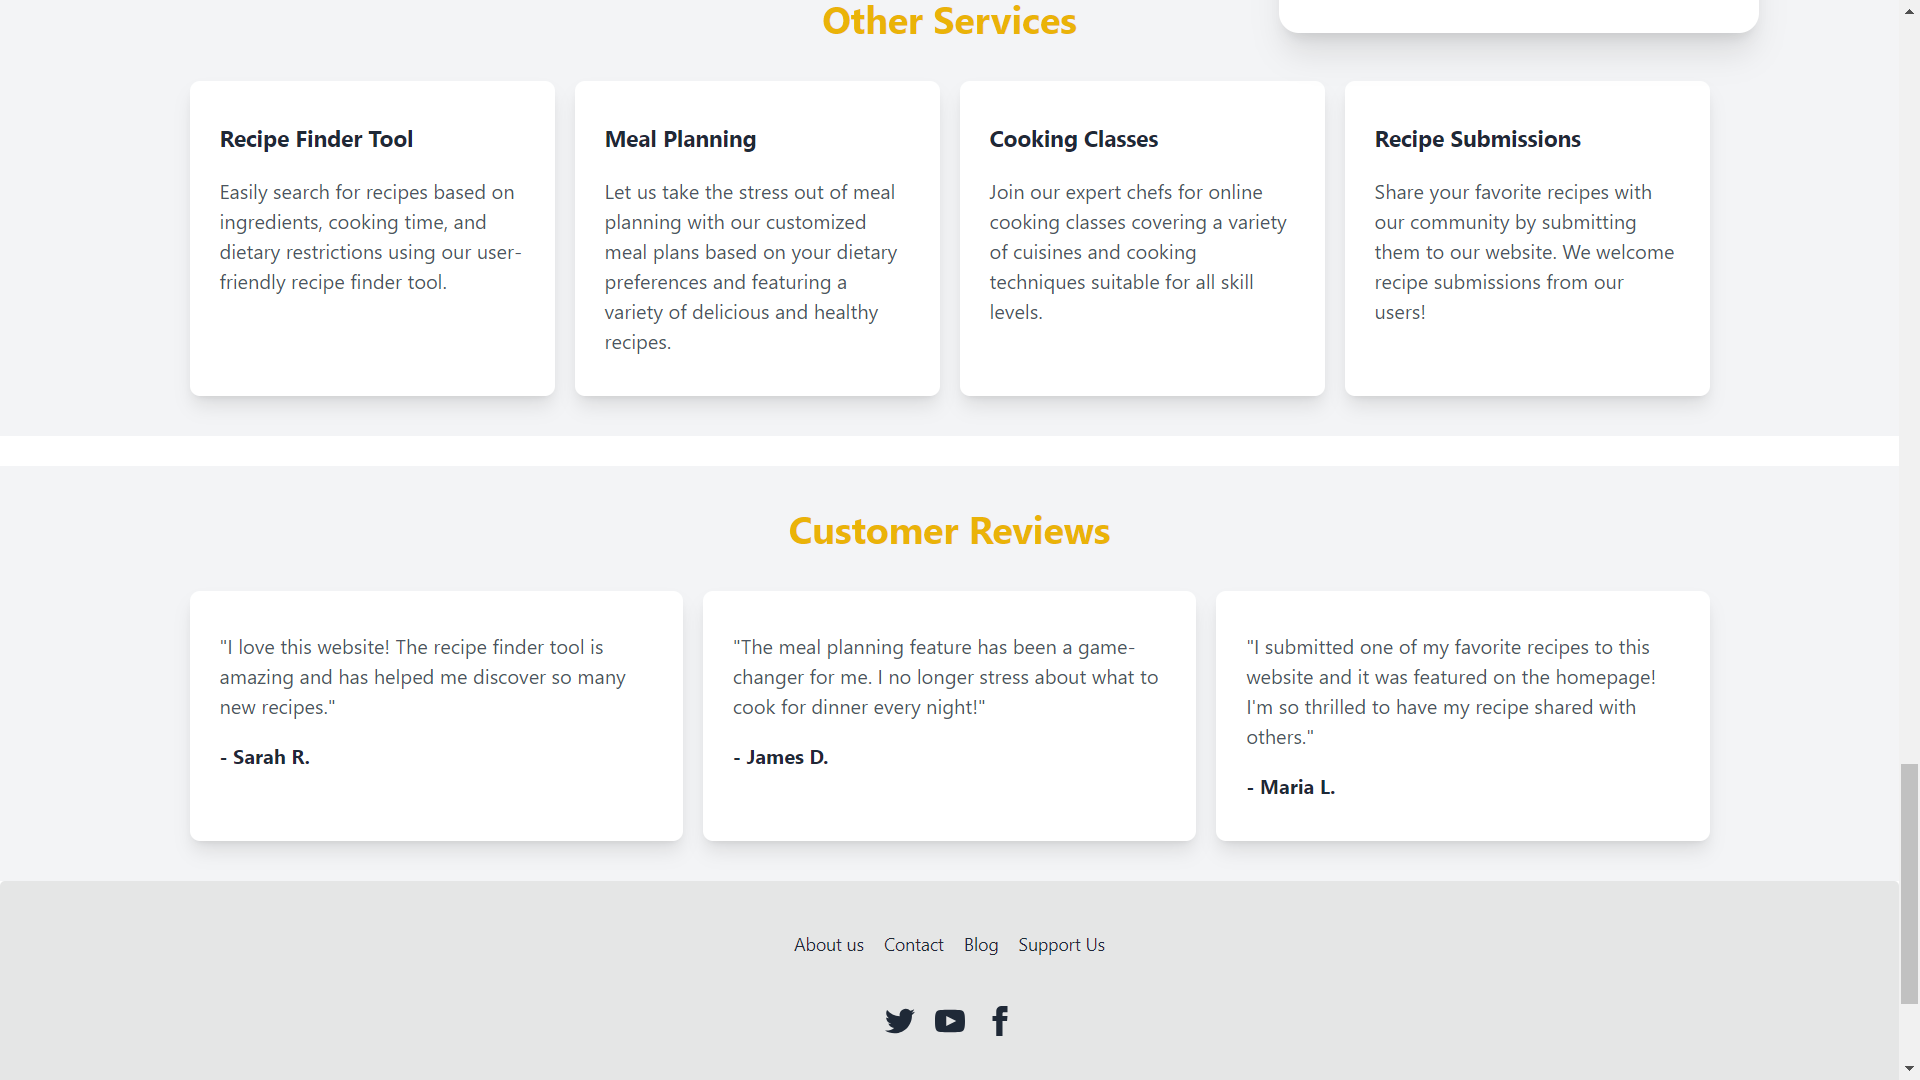 Other Services
Recipe Finder Tool
Easily search for recipes based on
ingredients, cooking time, and
dietary restrictions using our user-
friendly recipe finder tool.
Meal Planning
Let us take the stress out of meal
planning with our customized
meal plans based on your dietary
preferences and featuring a
variety of delicious and healthy
recipes.
Cooking Classes
Join our expert chefs for online
cooking classes covering a variety
of cuisines and cooking
techniques suitable for all skill
levels.
Recipe Submissions
Share your favorite recipes with
our community by submitting
them to our website. We welcome
recipe submissions from our
users!
Customer Reviews
"I love this website! The recipe finder tool is
amazing and has helped me discover so many
new recipes."
- Sarah R.
"The meal planning feature has been a game-
changer for me. I no longer stress about what to
cook for dinner every night!"
- James D.
"I submitted one of my favorite recipes to this
website and it was featured on the homepage!
I'm so thrilled to have my recipe shared with
others."
- Maria L.
About us Contact Blog Support Us